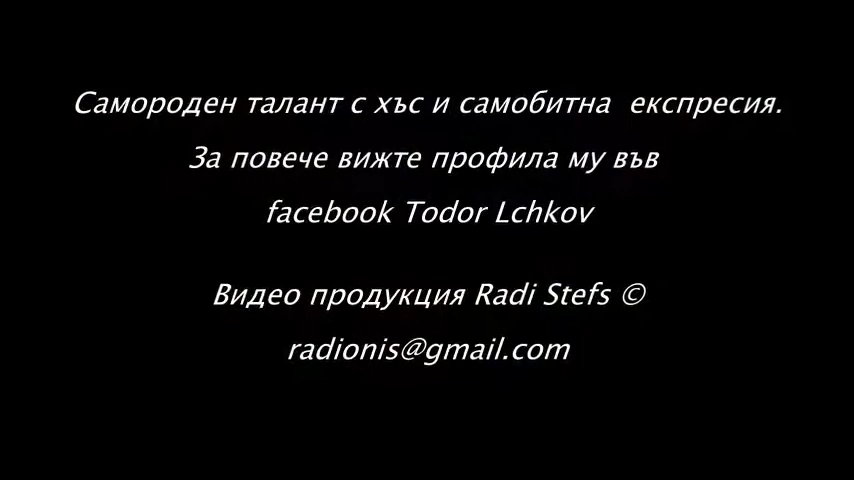 Самороден талант с хъс и самобитна експресия.
За повече вижте профила му във
facebook Todor Lchkov
Видео продукция Radi Stefs ©
radionis@gmail.com